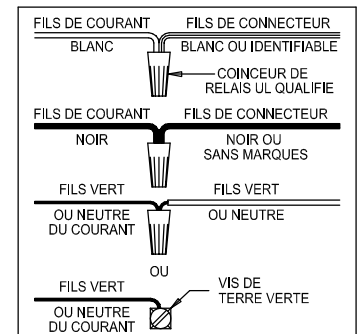 FILS DE COURANT FILS DE CONNECTEUR
BLANC BLANC OU IDENTIFIABLE
COINCEUR DE
RELAIS UL QUALIFIE
FILS DE COURANT FILS DE CONNECTEUR
NOIR NOIR OU
SANS MARQUES
FILS VERT FILS VERT
OU NEUTRE OU NEUTRE
DU COURANT
OU
FILS VERT VIS DE
TERRE VERTE
OU NEUTRE
DU COURANT